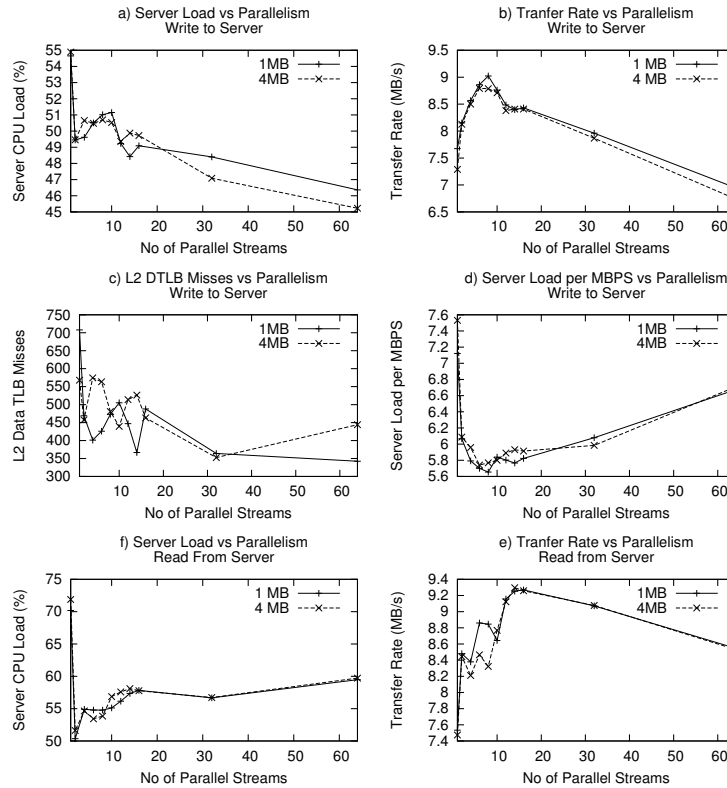 a) Server Load vs Parallelism
Write to Server
Server CPU Load (%)
55
54
53
52
51
50
49
48
47
46
45
10 20 30 40 50 60
No of Parallel Streams
1MB
4MB
b) Tranfer Rate vs Parallelism
Write to Server
Transfer Rate (MB/s)
9.5
9
8.5
8
7.5
7
6.5
10 20 30 40 50 60
No of Parallel Streams
1 MB
4 MB
c) L2 DTLB Misses vs Parallelism
Write to Server
L2 Data TLB Misses
750
700
650
600
550
500
450
400
350
300
10 20 30 40 50 60
No of Parallel Streams
1MB
4MB
d) Server Load per MBPS vs Parallelism
Write to Server
Server Load per MBPS
7.6
7.4
7.2
7
6.8
6.6
6.4
6.2
6
5.8
5.6
10 20 30 40 50 60
No of Parallel Streams
1MB
4MB
f) Server Load vs Parallelism
Read From Server
Server CPU Load (%)
75
70
65
60
55
50
10 20 30 40 50 60
No of Parallel Streams
1 MB
4 MB
e) Tranfer Rate vs Parallelism
Read from Server
Transfer Rate (MB/s)
9.4
9.2
9
8.8
8.6
8.4
8.2
8
7.8
7.6
7.4
10 20 30 40 50 60
No of Parallel Streams
1MB
4MB